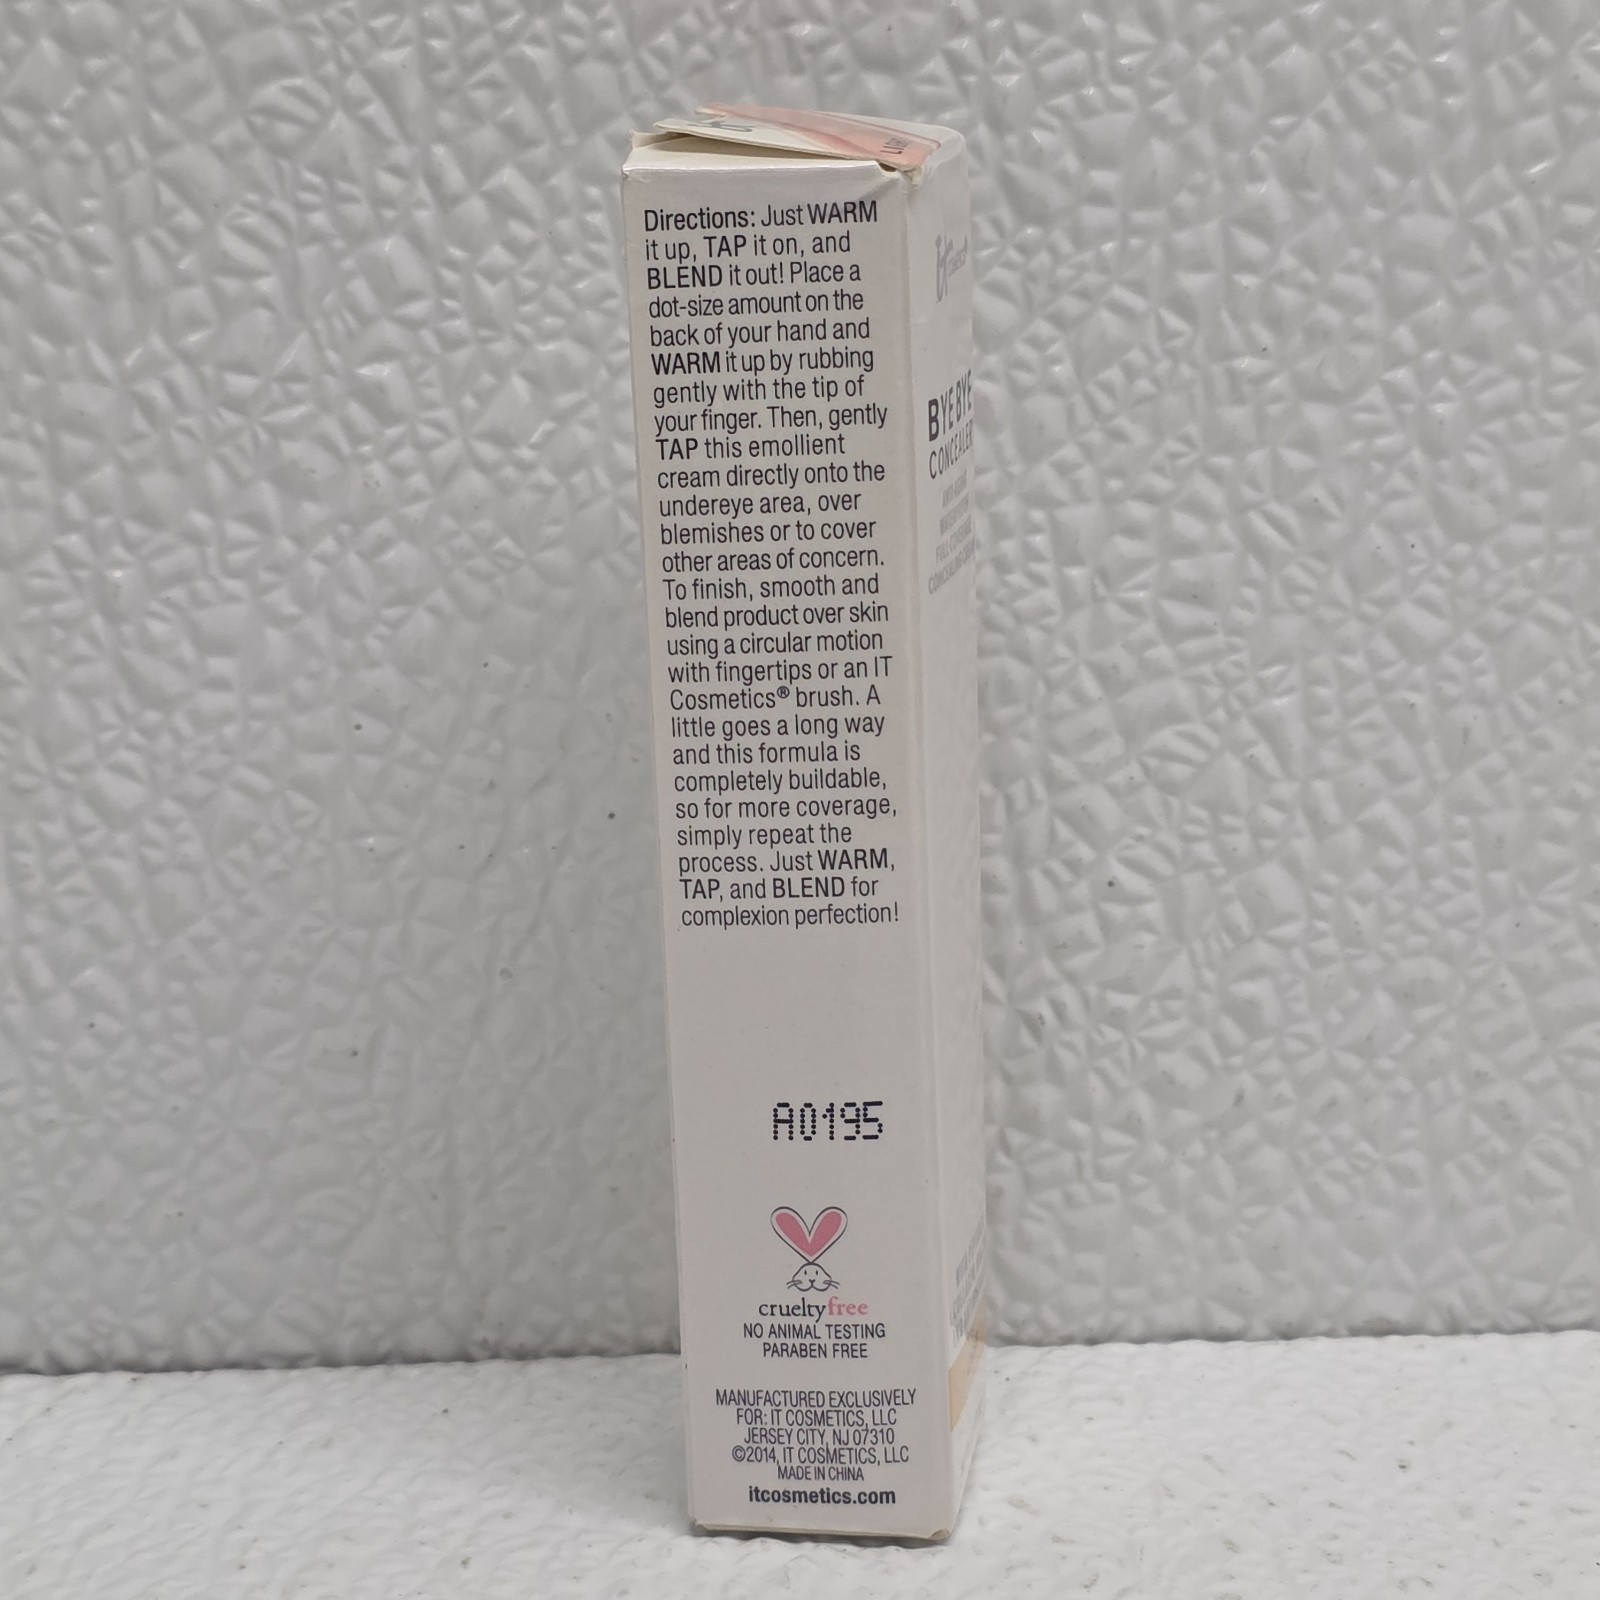 LIGHT
Directions: Just WARM
it up, TAP it on, and
BLEND it out! Place a
dot-size amount on the
back of your hand and
WARM it up by rubbing
gently with the tip of
your finger. Then, gently
TAP this emollient
cream directly onto the
undereye area, over
blemishes or to cover
other areas of concern.
To finish, smooth and
blend product over skin
using a circular motion
with fingertips or an IT
Cosmetics® brush. A
little goes a long way
and this formula is
completely buildable,
so for more coverage,
simply repeat the
process. Just WARM,
TAP, and BLEND for
complexion perfection!
A0195
crueltyfree
NO ANIMAL TESTING
PARABEN FREE
MANUFACTURED EXCLUSIVELY
FOR: IT COSMETICS, LLC
JERSEY CITY, NJ 07310
©2014, IT COSMETICS, LLC
MADE IN CHINA
itcosmetics.com
it
BYE BYE
CONCEALER
FULL COVERAGE